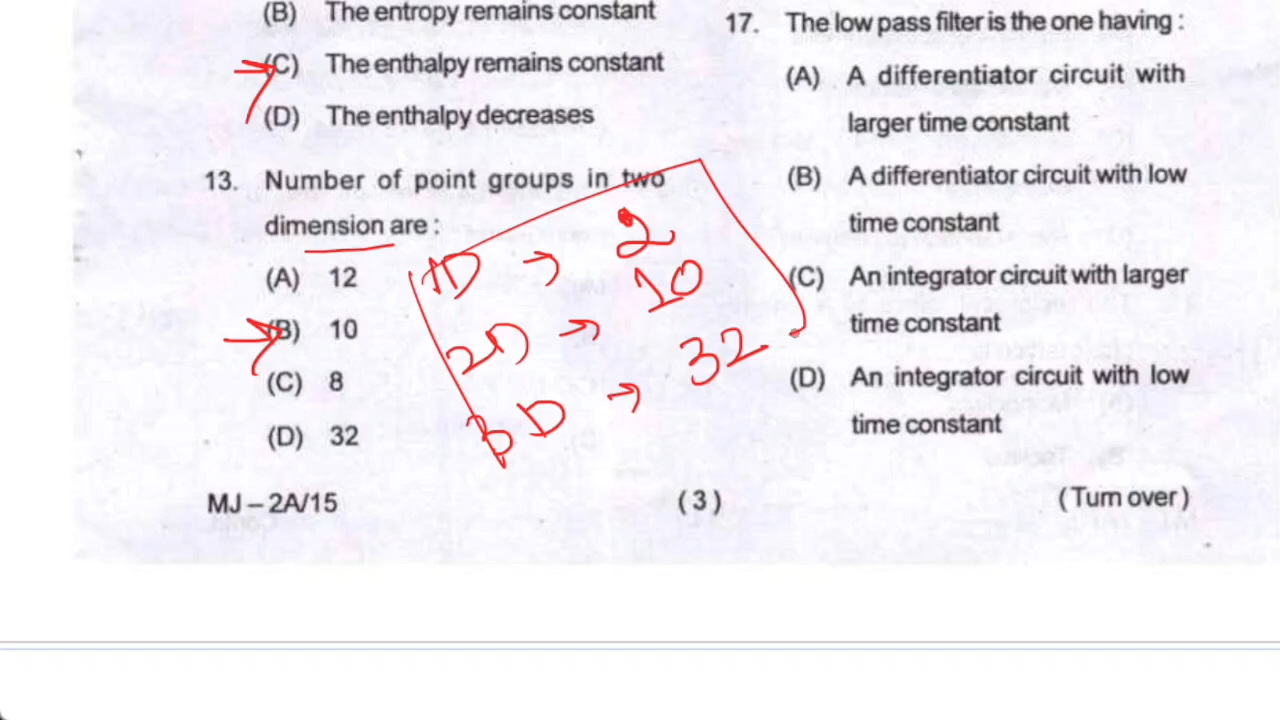 (B) The entropy remains constant
(C) The enthalpy remains constant
(D) The enthalpy decreases
13. Number of point groups in two
dimension are :
(A) 12
(B) 10
(C) 8
(D) 32
1D → 2
2D → 10
3D → 32
MJ – 2A/15
17. The low pass filter is the one having :
(A) A differentiator circuit with
larger time constant
(B) A differentiator circuit with low
time constant
(C) An integrator circuit with larger
time constant
(D) An integrator circuit with low
time constant
( 3 )
( Turn over )